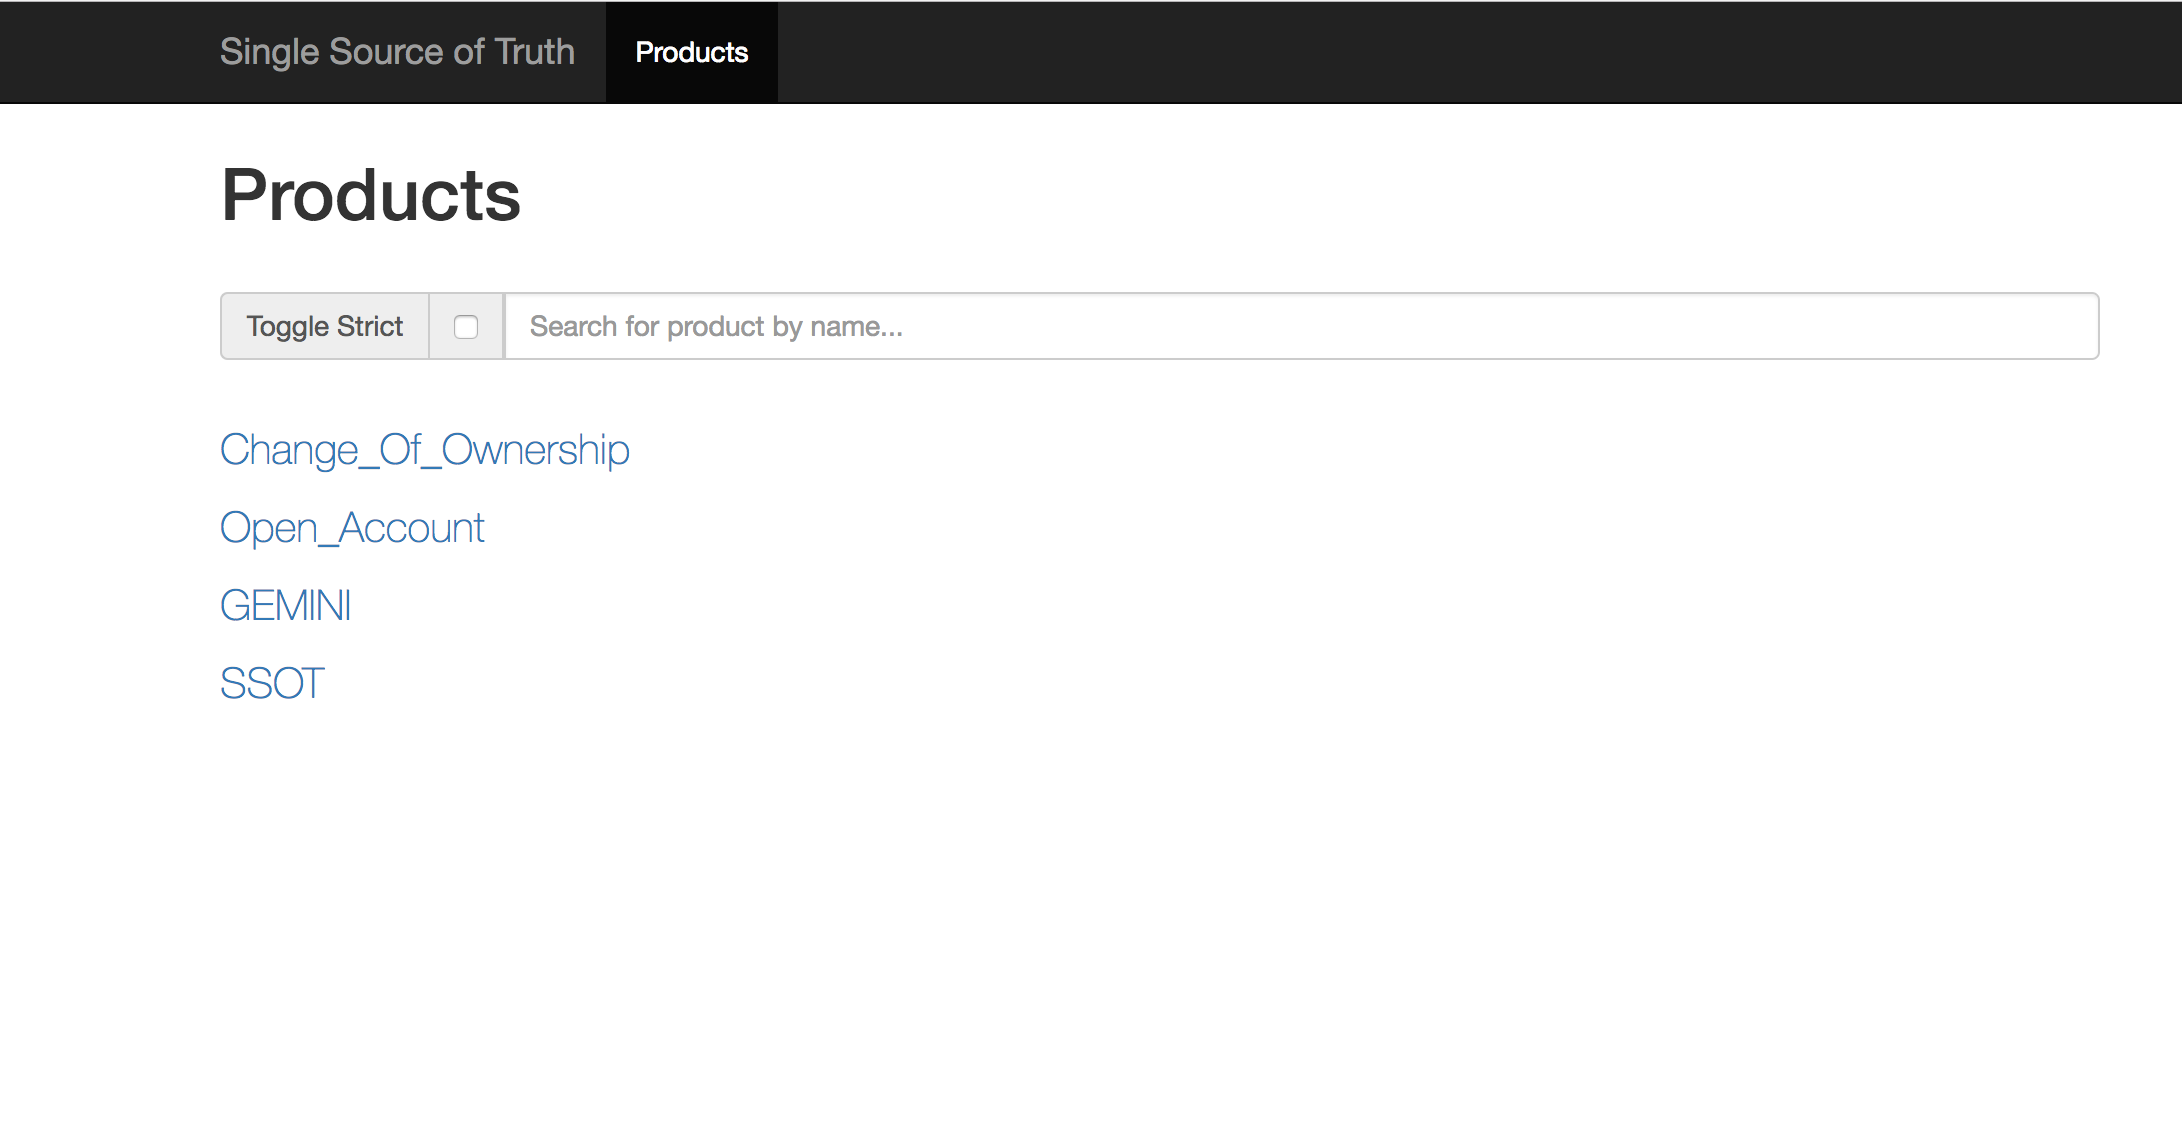 Single Source of Truth Products
Products
Toggle Strict Search for product by name...
Change_Of_Ownership
Open_Account
GEMINI
SSOT